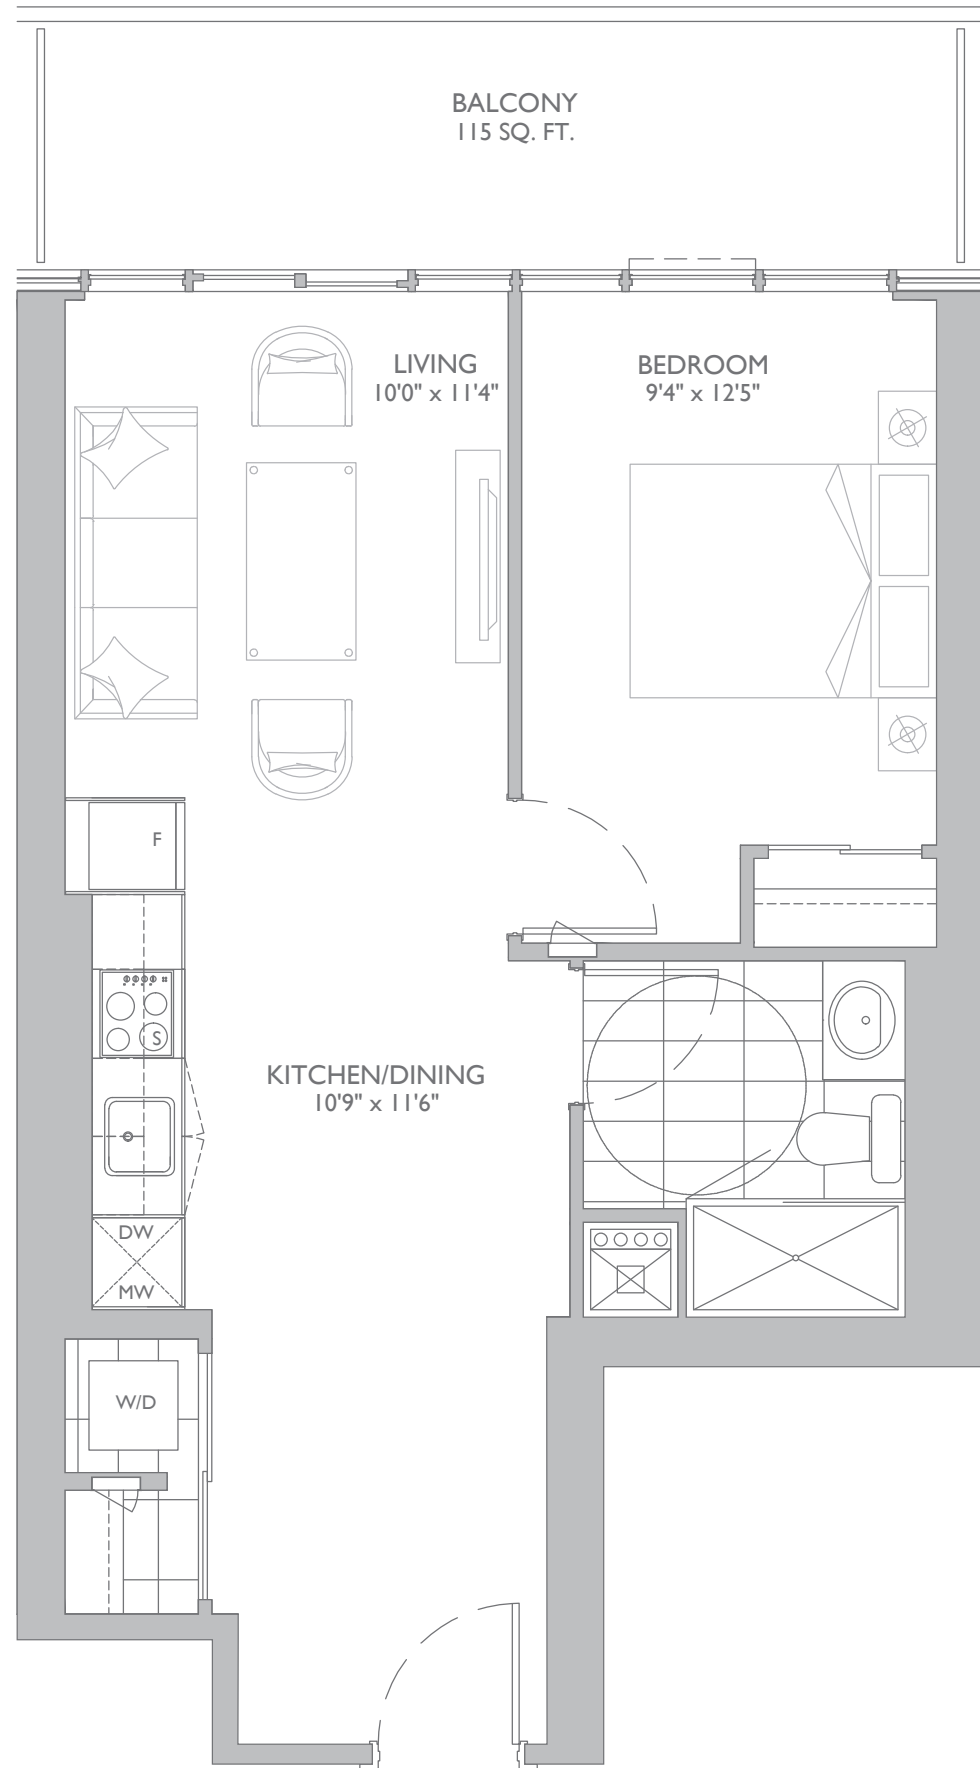 BALCONY
115 SQ. FT.
LIVING
10'0" x 11'4"
BEDROOM
9'4" x 12'5"
F
S
KITCHEN/DINING
10'9" x 11'6"
DW
MW
W/D